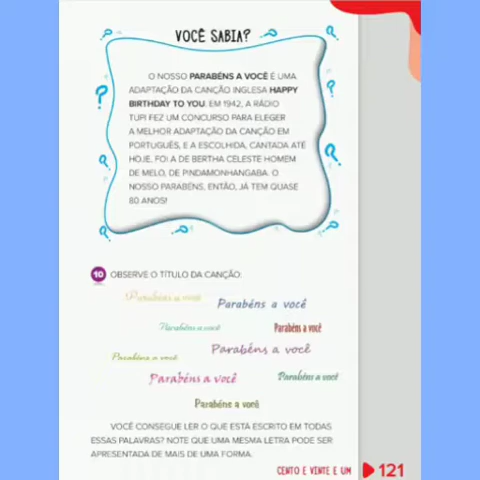 VOCÊ SABIA?
O NOSSO PARABÉNS A VOCÊ É UMA
ADAPTAÇÃO DA CANÇÃO INGLESA HAPPY
BIRTHDAY TO YOU. EM 1942, A RÁDIO
TUPI FEZ UM CONCURSO PARA ELEGER
A MELHOR ADAPTAÇÃO DA CANÇÃO EM
PORTUGUÊS, E A ESCOLHIDA, CANTADA ATÉ
HOJE, FOI A DE BERTHA CELESTE HOMEM
DE MELO, DE PINDAMONHANGABA. O
NOSSO PARABÉNS, ENTÃO, JÁ TEM QUASE
80 ANOS!
10 OBSERVE O TÍTULO DA CANÇÃO:
Parabéns a você
Parabéns a você
Parabéns a você
Parabéns a você
Parabéns a você
Parabéns a você
Parabéns a você
Parabéns a você
Parabéns a você
VOCÊ CONSEGUE LER O QUE ESTÁ ESCRITO EM TODAS
ESSAS PALAVRAS? NOTE QUE UMA MESMA LETRA PODE SER
APRESENTADA DE MAIS DE UMA FORMA.
CENTO E VINTE E UM 121